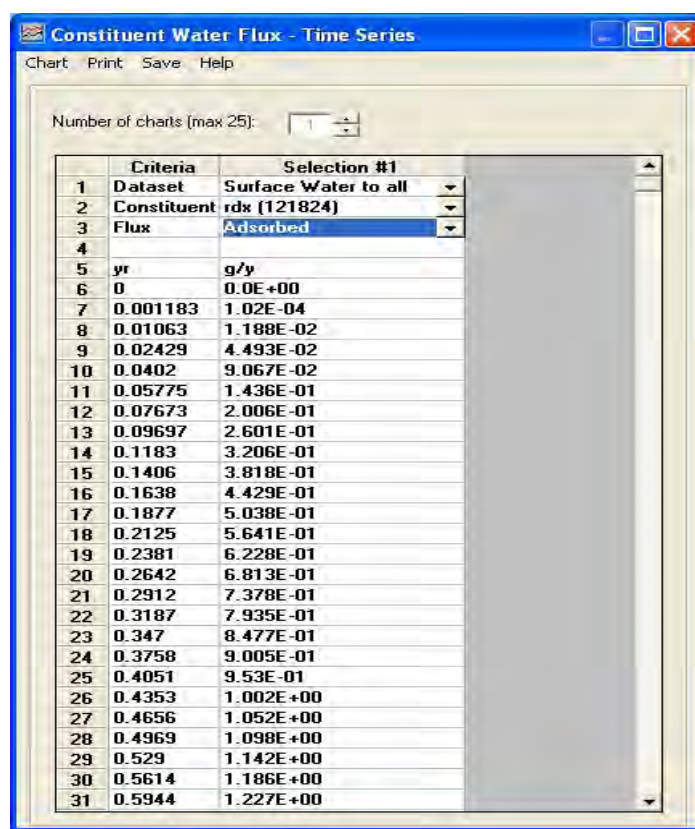 Constituent Water Flux - Time Series
Chart Print Save Help
Number of charts (max 25): 1
Criteria Selection #1
1 Dataset Surface Water to all
2 Constituent rdx (121824)
3 Flux Adsorbed
4
5 yr g/y
6 0 0.0E+00
7 0.001183 1.02E-04
8 0.01063 1.188E-02
9 0.02429 4.493E-02
10 0.0402 9.067E-02
11 0.05775 1.436E-01
12 0.07673 2.006E-01
13 0.09697 2.601E-01
14 0.1183 3.206E-01
15 0.1406 3.818E-01
16 0.1638 4.429E-01
17 0.1877 5.038E-01
18 0.2125 5.641E-01
19 0.2381 6.228E-01
20 0.2642 6.813E-01
21 0.2912 7.378E-01
22 0.3187 7.935E-01
23 0.347 8.477E-01
24 0.3758 9.005E-01
25 0.4051 9.53E-01
26 0.4353 1.002E+00
27 0.4656 1.052E+00
28 0.4969 1.098E+00
29 0.529 1.142E+00
30 0.5614 1.186E+00
31 0.5944 1.227E+00